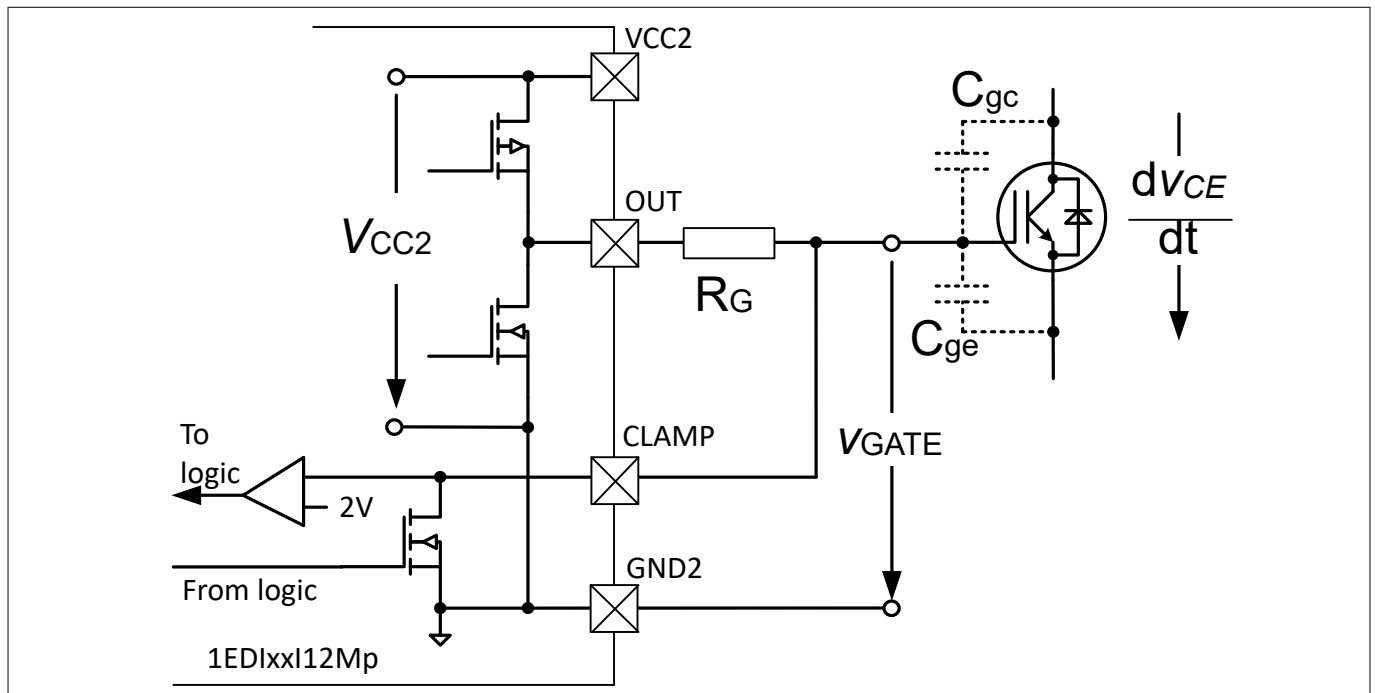 VCC2
Cgc
OUT
dvCE
dt
VCC2
RG
Cge
To
logic
CLAMP
vGATE
2V
GND2
From logic
1EDIxxI12Mp